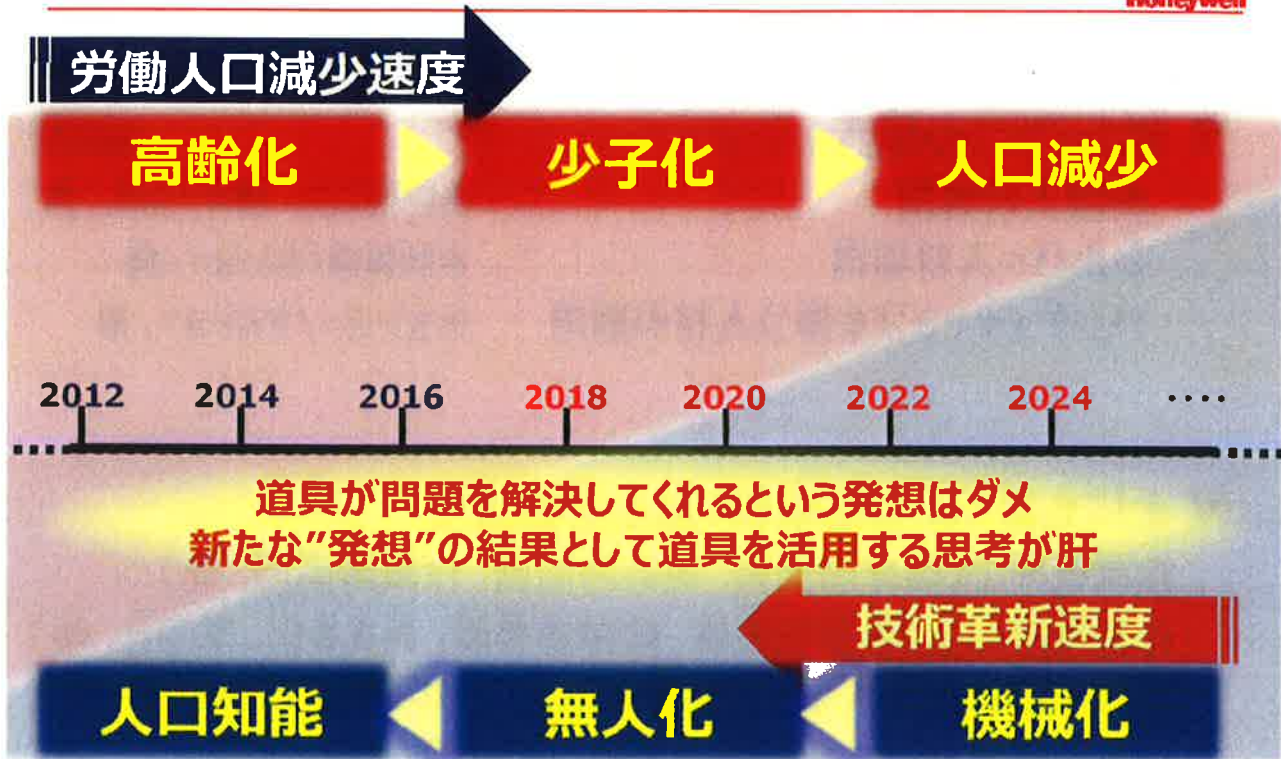 Honeywell
労働人口減少速度
高齢化
少子化
人口減少
2012 2014 2016 2018 2020 2022 2024 ····
道具が問題を解決してくれるという発想はダメ
新たな”発想”の結果として道具を活用する思考が肝
技術革新速度
人口知能
無人化
機械化